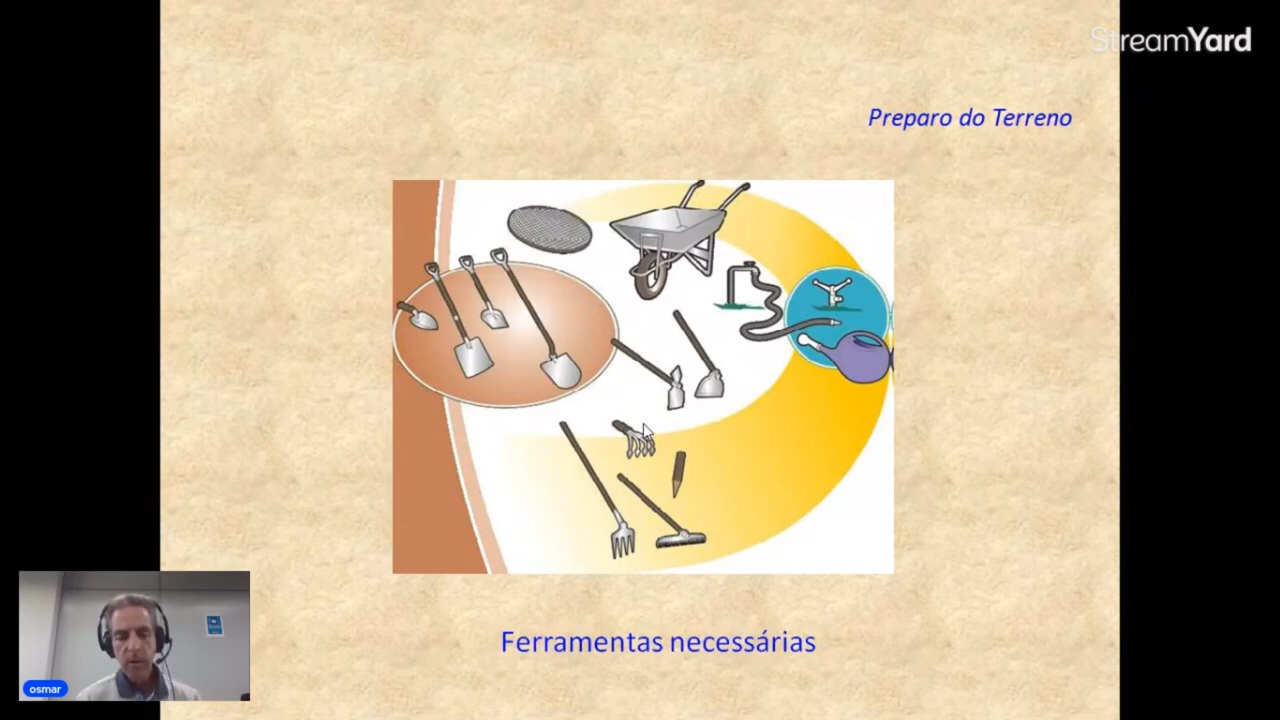 StreamYard
Preparo do Terreno
Ferramentas necessárias
osmar